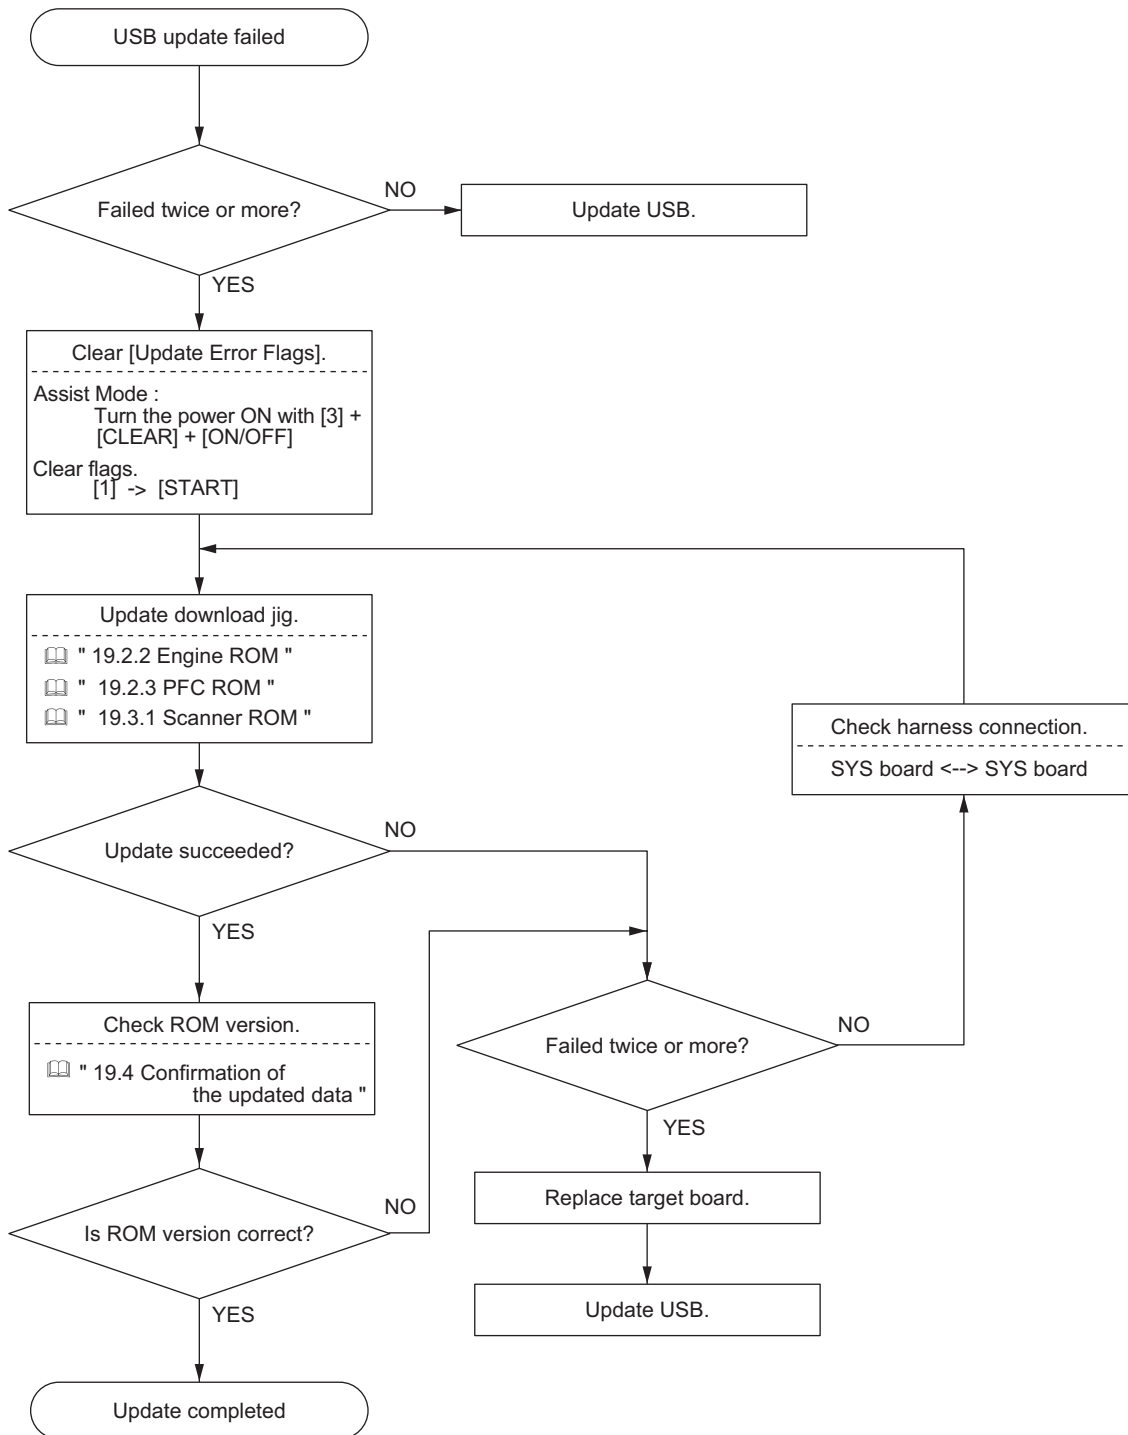 USB update failed
Failed twice or more?
NO
Update USB.
YES
Clear [Update Error Flags].
Assist Mode :
Turn the power ON with [3] +
[CLEAR] + [ON/OFF]
Clear flags.
[1] -> [START]
Update download jig.
" 19.2.2 Engine ROM "
" 19.2.3 PFC ROM "
" 19.3.1 Scanner ROM "
Check harness connection.
SYS board <--> SYS board
Update succeeded?
NO
YES
Check ROM version.
" 19.4 Confirmation of
the updated data "
Failed twice or more?
NO
YES
Is ROM version correct?
NO
YES
Replace target board.
Update USB.
Update completed